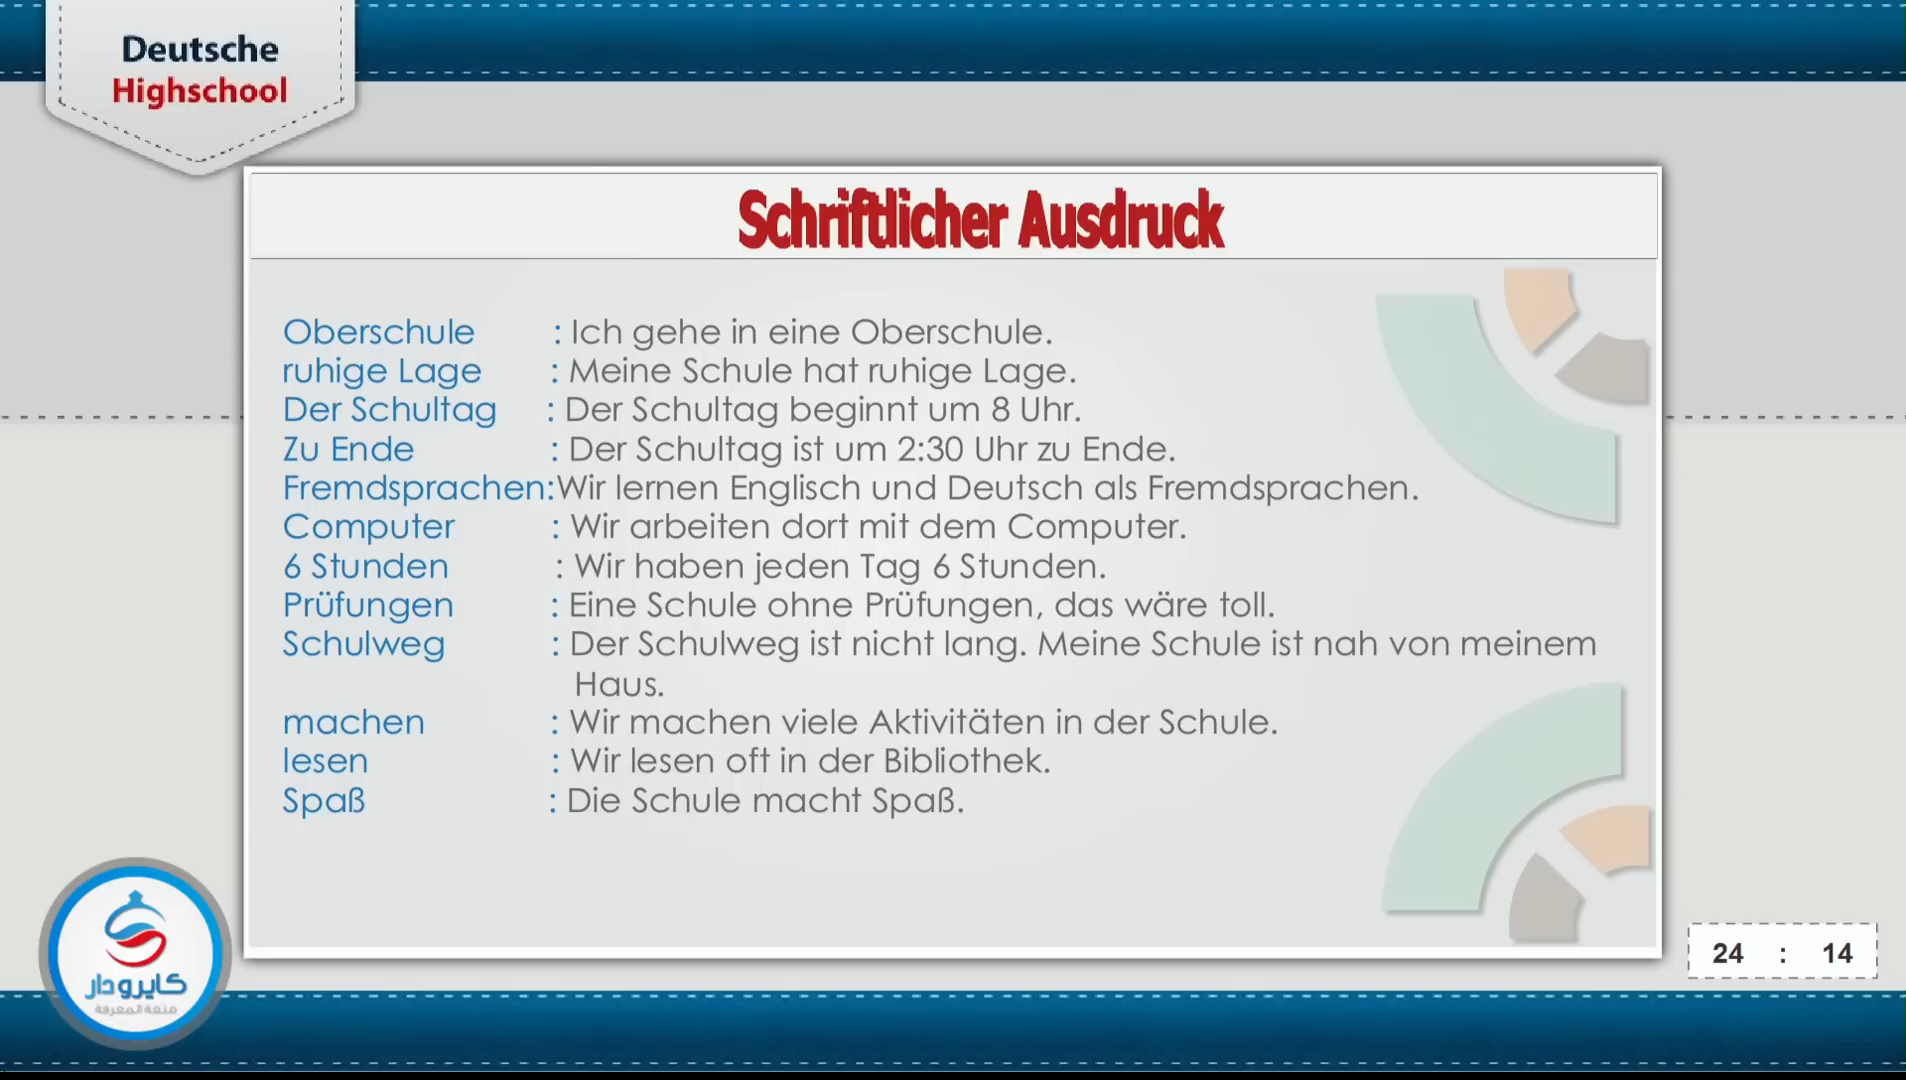 Deutsche
Highschool
Schriftlicher Ausdruck
Oberschule : Ich gehe in eine Oberschule.
ruhige Lage : Meine Schule hat ruhige Lage.
Der Schultag : Der Schultag beginnt um 8 Uhr.
Zu Ende : Der Schultag ist um 2:30 Uhr zu Ende.
Fremdsprachen:Wir lernen Englisch und Deutsch als Fremdsprachen.
Computer : Wir arbeiten dort mit dem Computer.
6 Stunden : Wir haben jeden Tag 6 Stunden.
Prüfungen : Eine Schule ohne Prüfungen, das wäre toll.
Schulweg : Der Schulweg ist nicht lang. Meine Schule ist nah von meinem
Haus.
machen : Wir machen viele Aktivitäten in der Schule.
lesen : Wir lesen oft in der Bibliothek.
Spaß : Die Schule macht Spaß.
24 : 14
كايرودار
متعة المعرفة